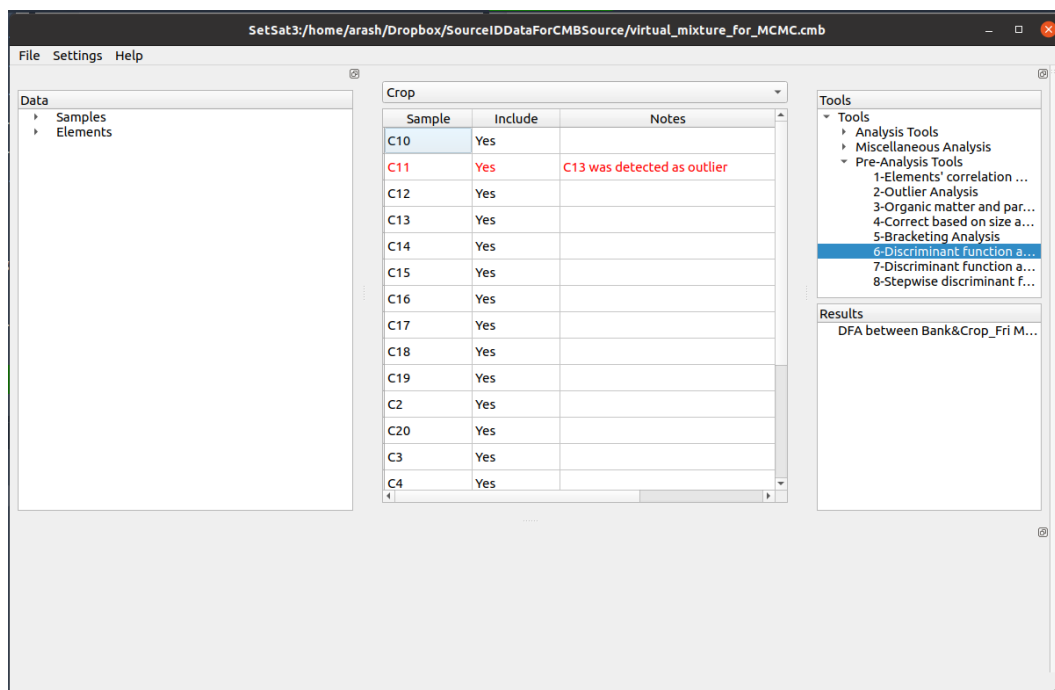 SetSat3:/home/arash/Dropbox/SourceIDDataForCMBSource/virtual_mixture_for_MCMC.cmb
File Settings Help
Data
Samples
Elements
Crop
Sample Include Notes
C10 Yes
C11 Yes C13 was detected as outlier
C12 Yes
C13 Yes
C14 Yes
C15 Yes
C16 Yes
C17 Yes
C18 Yes
C19 Yes
C2 Yes
C20 Yes
C3 Yes
C4 Yes
Tools
Tools
Analysis Tools
Miscellaneous Analysis
Pre-Analysis Tools
1-Elements' correlation ...
2-Outlier Analysis
3-Organic matter and par...
4-Correct based on size a...
5-Bracketing Analysis
6-Discriminant function a...
7-Discriminant function a...
8-Stepwise discriminant f...
Results
DFA between Bank&Crop_Fri M...